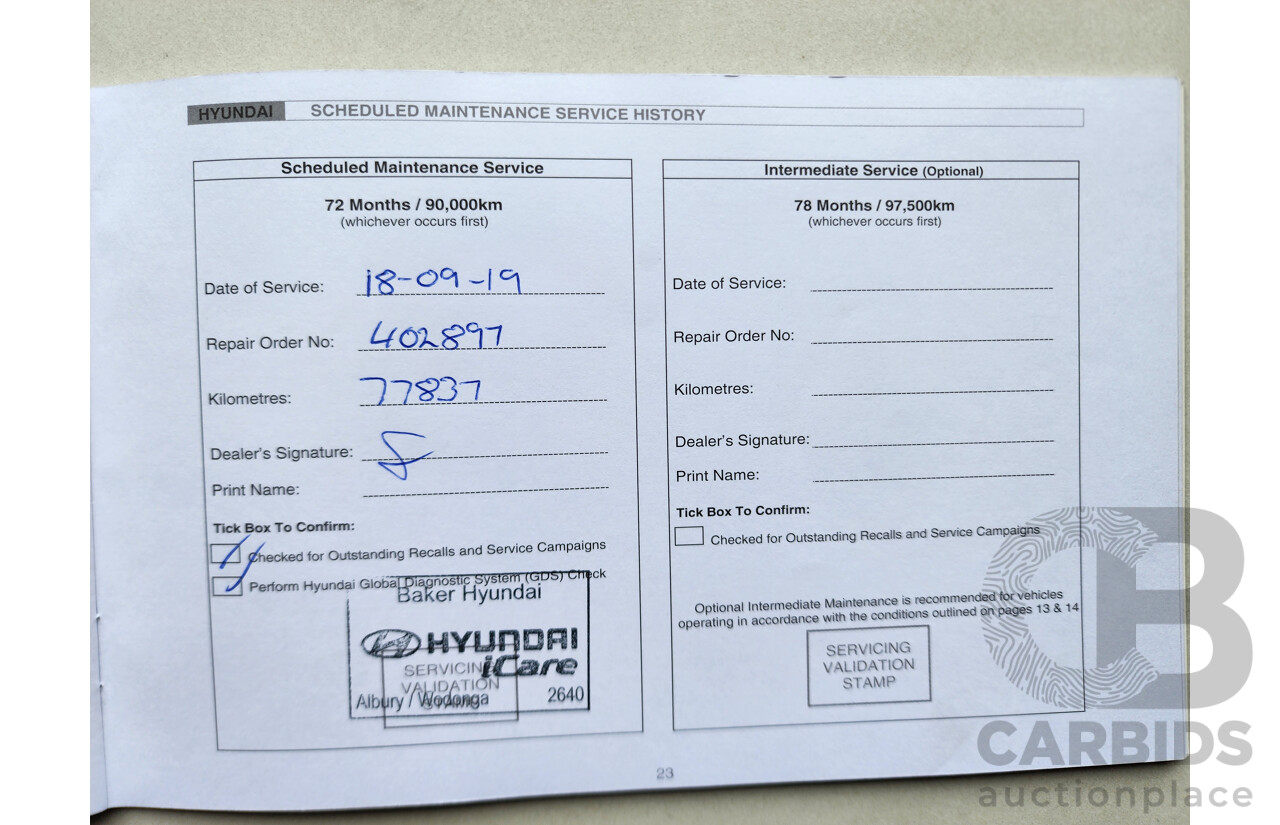 HYUNDAI SCHEDULED MAINTENANCE SERVICE HISTORY
Scheduled Maintenance Service
72 Months / 90,000km
(whichever occurs first)
Date of Service: 18-09-19
Repair Order No: 402897
Kilometres: 77837
Dealer's Signature:
Print Name:
Tick Box To Confirm:
Checked for Outstanding Recalls and Service Campaigns
Perform Hyundai Global Diagnostic System (GDS) Check
Baker Hyundai
HYUNDAI
iCare
SERVICING
VALIDATION
STAMP
Albury / Wodonga 2640
Intermediate Service (Optional)
78 Months / 97,500km
(whichever occurs first)
Date of Service:
Repair Order No:
Kilometres:
Dealer's Signature:
Print Name:
Tick Box To Confirm:
Checked for Outstanding Recalls and Service Campaigns
Optional Intermediate Maintenance is recommended for vehicles
operating in accordance with the conditions outlined on pages 13 & 14
SERVICING
VALIDATION
STAMP
23
CB
CARBIDS
auctionplace